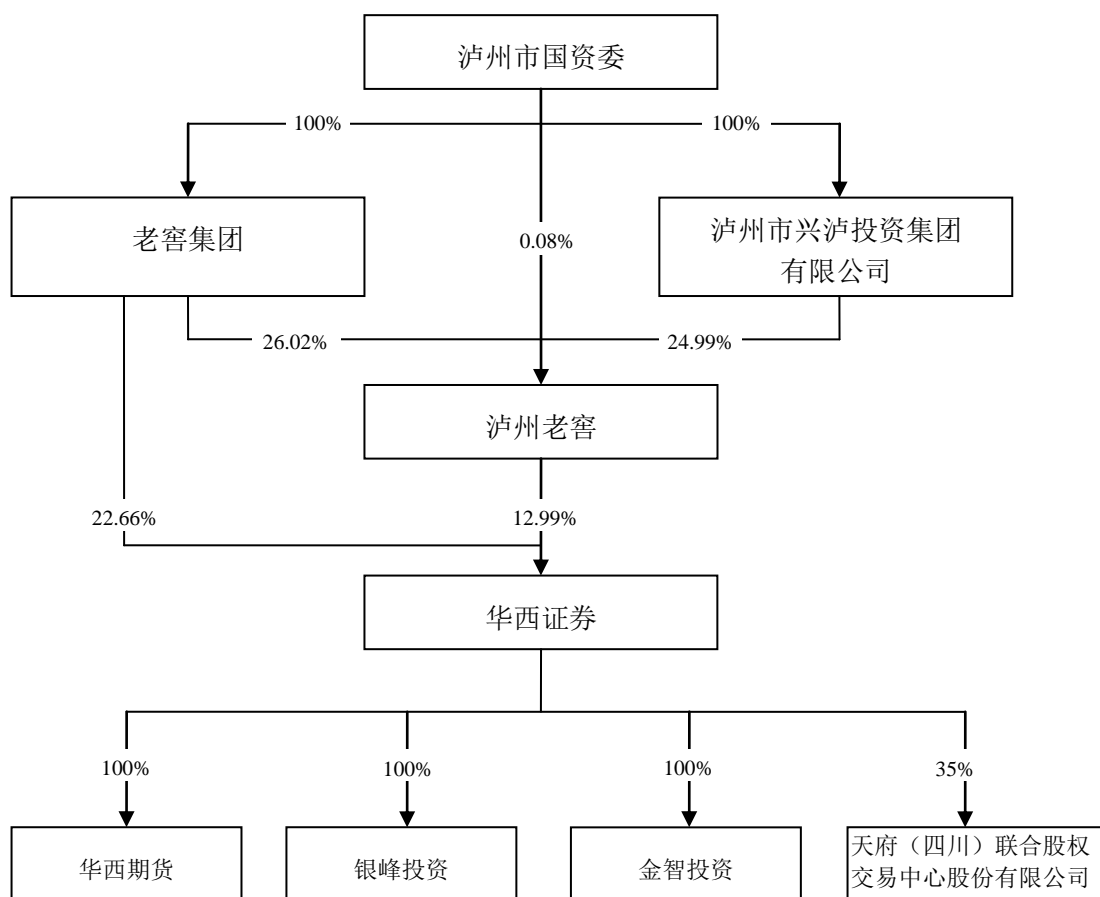 泸州市国资委
100%
100%
老窖集团
0.08%
泸州市兴泸投资集团
有限公司
26.02%
24.99%
泸州老窖
22.66%
12.99%
华西证券
100%
100%
100%
35%
华西期货
银峰投资
金智投资
天府（四川）联合股权
交易中心股份有限公司